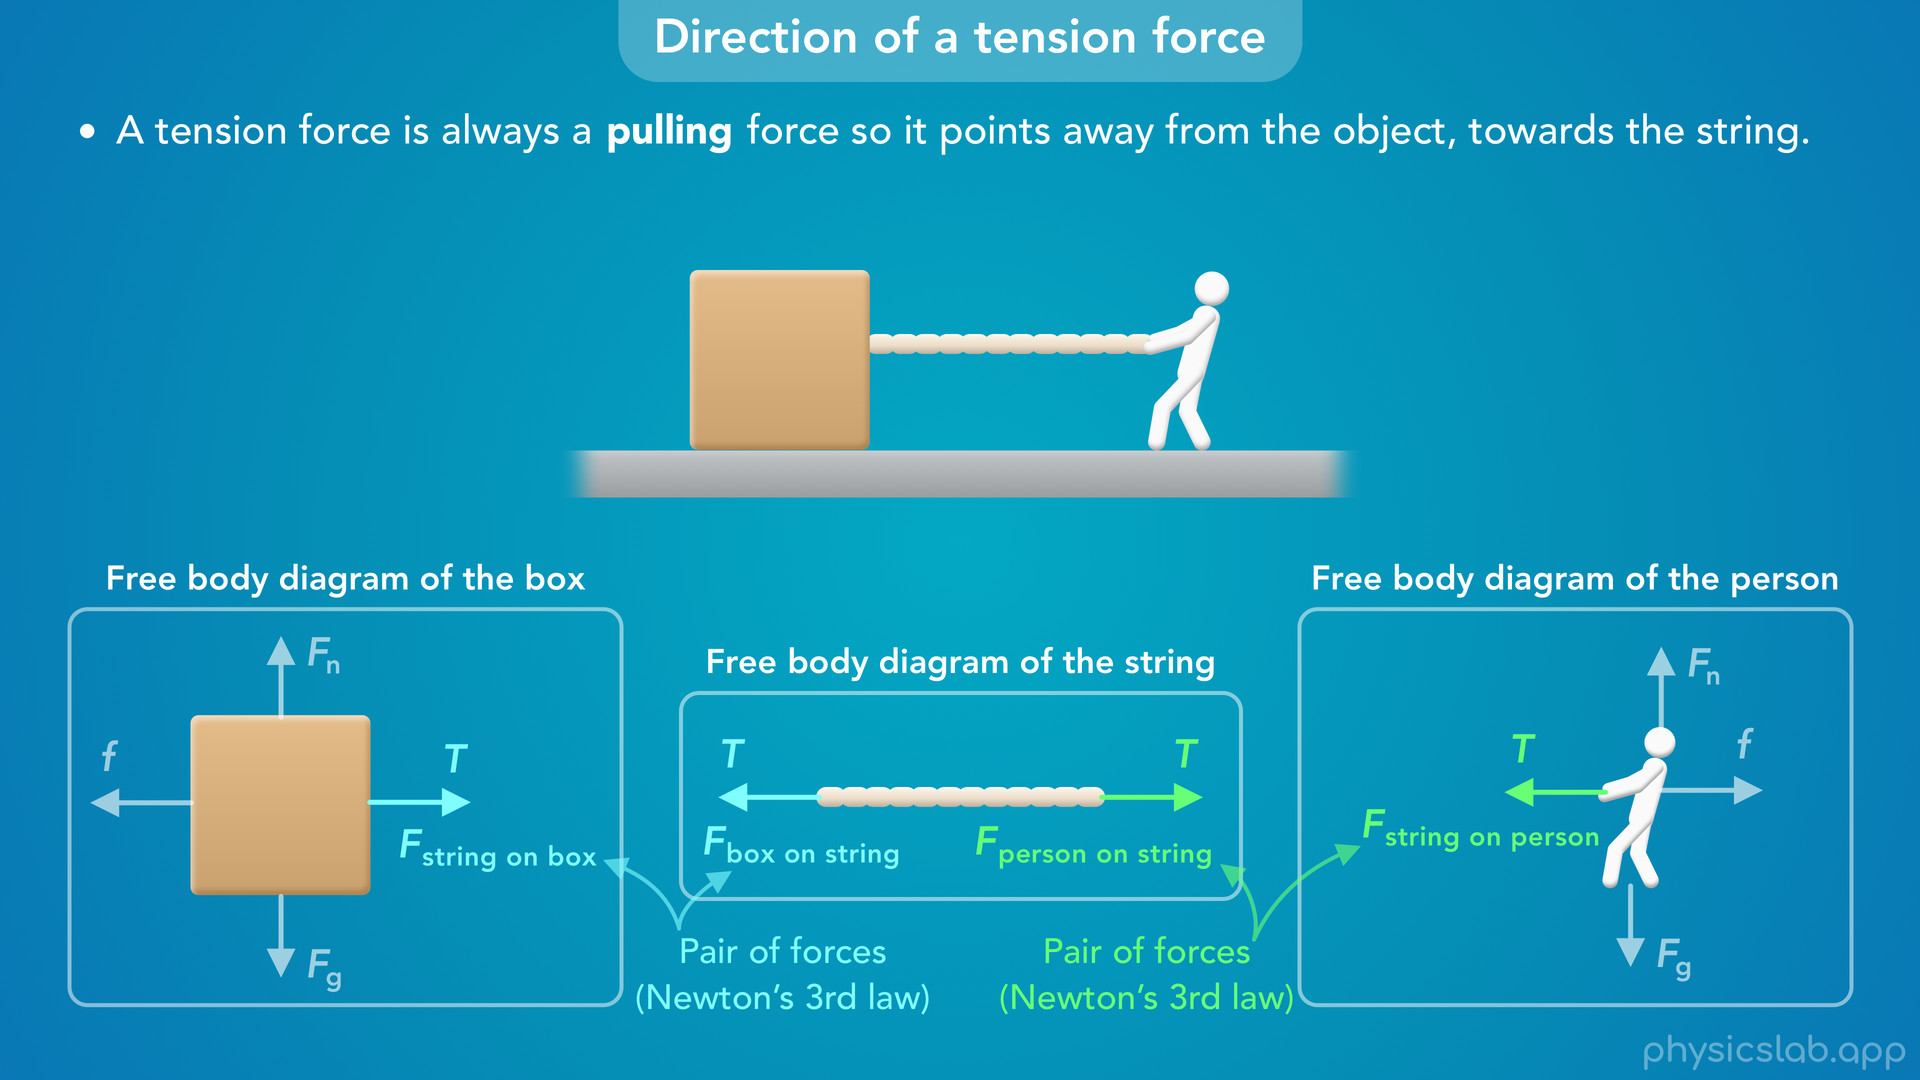 Direction of a tension force
• A tension force is always a pulling force so it points away from the object, towards the string.
Free body diagram of the box
Fn
f
T
Fstring on box
Fg
Free body diagram of the string
T
T
Fbox on string
Fperson on string
Pair of forces
(Newton’s 3rd law)
Pair of forces
(Newton’s 3rd law)
Free body diagram of the person
Fn
T
f
Fstring on person
Fg
physicslab.app